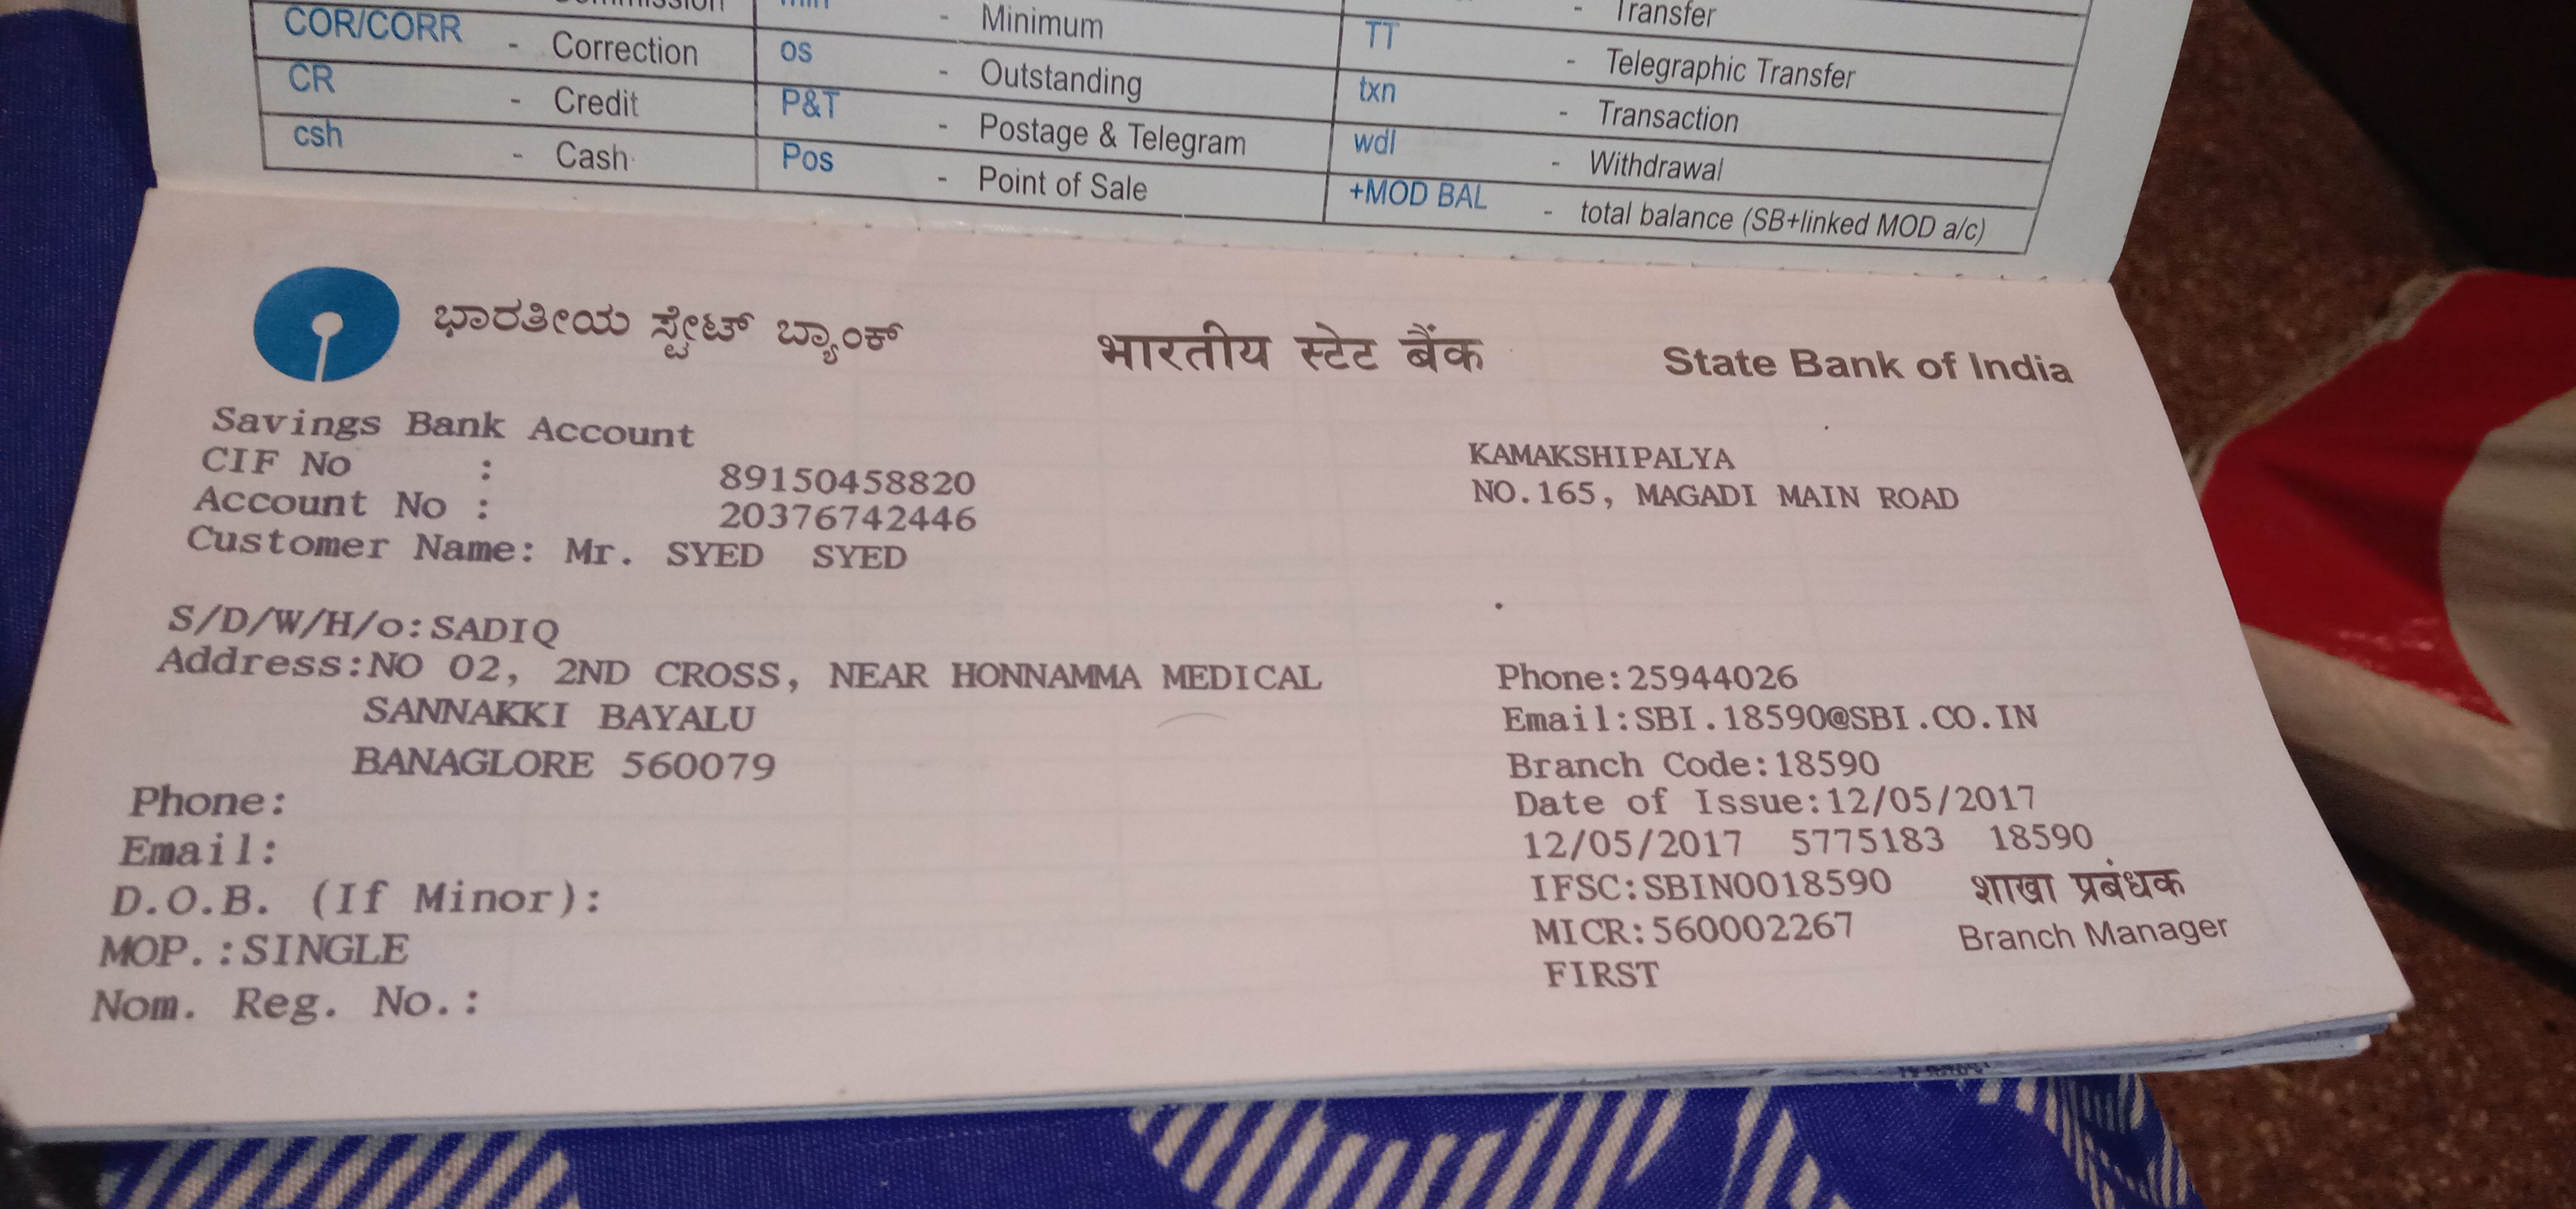 COR/CORR - Correction
CR - Credit
csh - Cash
- Minimum
os - Outstanding
P&T - Postage & Telegram
Pos - Point of Sale
- Transfer
TT - Telegraphic Transfer
txn - Transaction
wdl - Withdrawal
+MOD BAL - total balance (SB+linked MOD a/c)
ಭಾರತೀಯ ಸ್ಟೇಟ್ ಬ್ಯಾಂಕ್ भारतीय स्टेट बैंक State Bank of India
Savings Bank Account
CIF No : 89150458820
Account No : 20376742446
Customer Name: Mr. SYED SYED
S/D/W/H/o:SADIQ
Address:NO 02, 2ND CROSS, NEAR HONNAMMA MEDICAL
SANNAKKI BAYALU
BANAGLORE 560079
Phone:
Email:
D.O.B. (If Minor):
MOP.:SINGLE
Nom. Reg. No.:
KAMAKSHIPALYA
NO.165, MAGADI MAIN ROAD
Phone:25944026
Email:SBI.18590@SBI.CO.IN
Branch Code:18590
Date of Issue:12/05/2017
12/05/2017 5775183 18590
IFSC:SBIN0018590 शाखा प्रबंधक
MICR:560002267 Branch Manager
FIRST